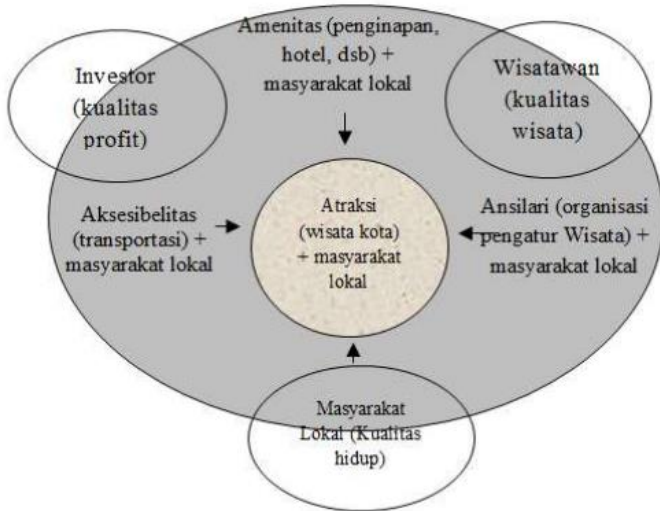 Amenitas (penginapan,
hotel, dsb) +
masyarakat lokal
Investor
(kualitas
profit)
Wisatawan
(kualitas
wisata)
Aksesibelitas
(transportasi) +
masyarakat lokal
Atraksi
(wisata kota)
+ masyarakat
lokal
Ansilari (organisasi
pengatur Wisata) +
masyarakat lokal
Masyarakat
Lokal (Kualitas
hidup)